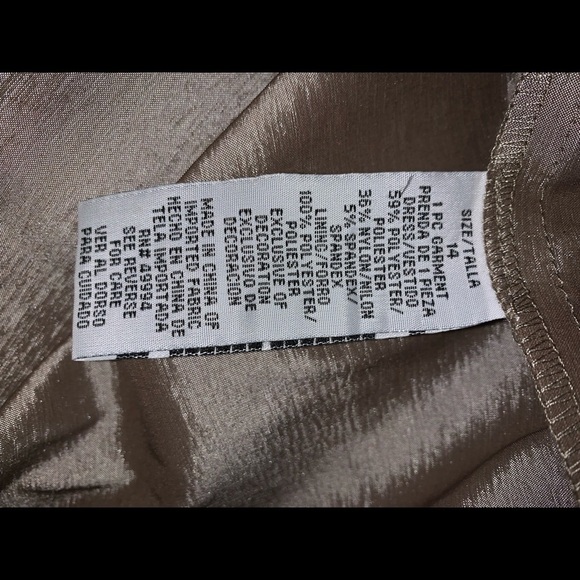 SIZE/TALLA
14
1 PC GARMENT
PRENDA DE 1 PIEZA
DRESS/VESTIDO
59% POLYESTER/
POLIESTER
36% NYLON/NILON
5% SPANDEX/
SPANDEX
LINING/FORRO
100% POLYESTER/
POLIESTER
EXCLUSIVE OF
DECORATION
EXCLUSIVO DE
DECORACION
MADE IN CHINA OF
IMPORTED FABRIC
HECHO EN CHINA DE
TELA IMPORTADA
RN# 49994
SEE REVERSE
FOR CARE
VER AL DORSO
PARA CUIDADO